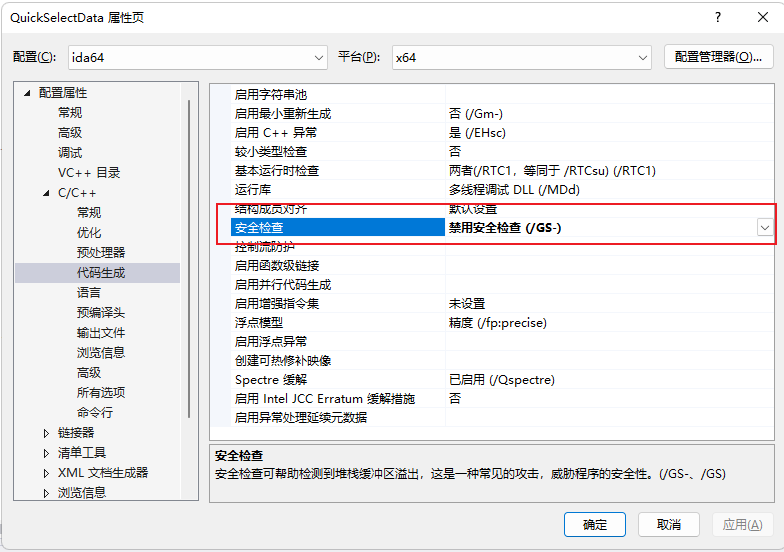 QuickSelectData 属性页
配置(C): ida64 平台(P): x64 配置管理器(O)...
配置属性
常规
高级
调试
VC++ 目录
C/C++
常规
优化
预处理器
代码生成
语言
预编译头
输出文件
浏览信息
高级
所有选项
命令行
链接器
清单工具
XML 文档生成器
浏览信息
启用字符串池
启用最小重新生成 否 (/Gm-)
启用 C++ 异常 是 (/EHsc)
较小类型检查 否
基本运行时检查 两者(/RTC1，等同于 /RTCsu) (/RTC1)
运行库 多线程调试 DLL (/MDd)
结构成员对齐 默认设置
安全检查 禁用安全检查 (/GS-)
控制流防护
启用函数级链接
启用并行代码生成
启用增强指令集 未设置
浮点模型 精度 (/fp:precise)
启用浮点异常
创建可热修补映像
Spectre 缓解 已启用 (/Qspectre)
启用 Intel JCC Erratum 缓解措施 否
启用异常处理延续元数据
安全检查
安全检查可帮助检测到堆栈缓冲区溢出，这是一种常见的攻击，威胁程序的安全性。(/GS-、/GS)
确定 取消 应用(A)